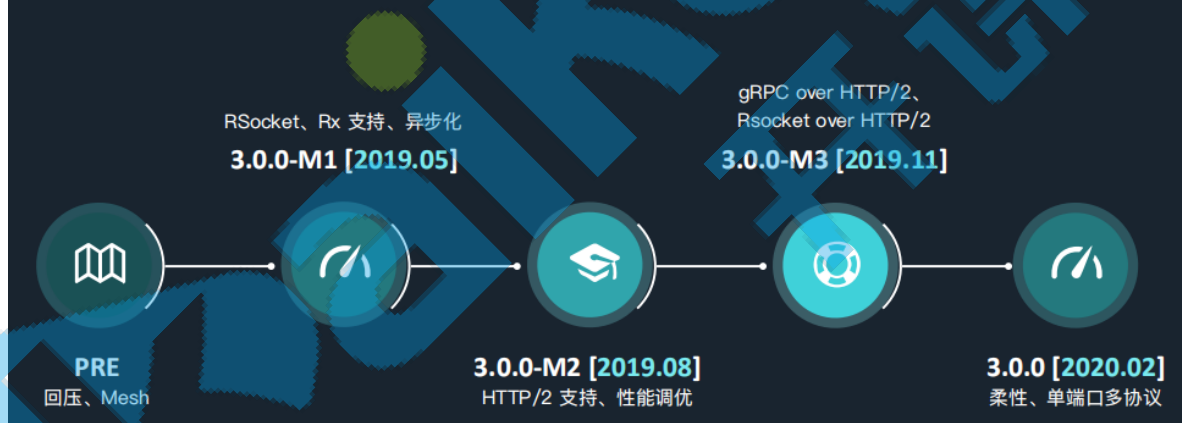 RSocket、Rx 支持、异步化
3.0.0-M1 [2019.05]
gRPC over HTTP/2、
Rsocket over HTTP/2
3.0.0-M3 [2019.11]
PRE
回压、Mesh
3.0.0-M2 [2019.08]
HTTP/2 支持、性能调优
3.0.0 [2020.02]
柔性、单端口多协议